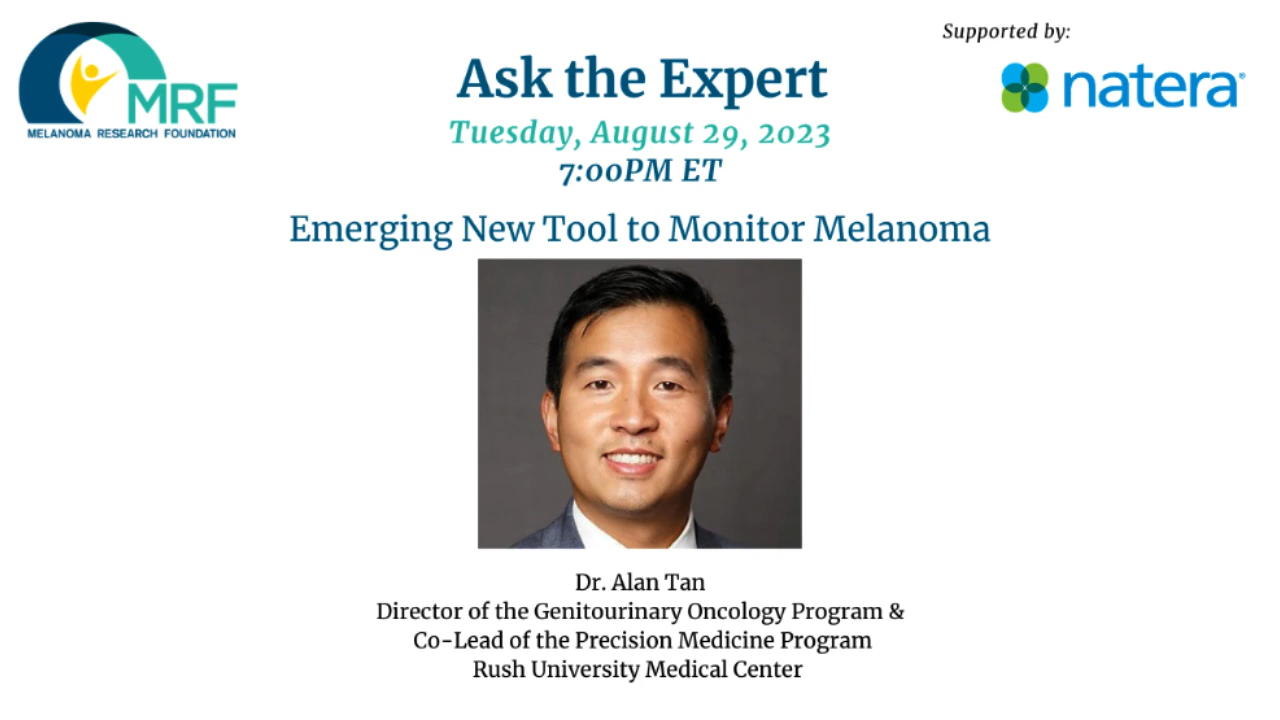 MRF
MELANOMA RESEARCH FOUNDATION
Ask the Expert
Tuesday, August 29, 2023
7:00PM ET
Supported by:
natera
Emerging New Tool to Monitor Melanoma
Dr. Alan Tan
Director of the Genitourinary Oncology Program &
Co-Lead of the Precision Medicine Program
Rush University Medical Center